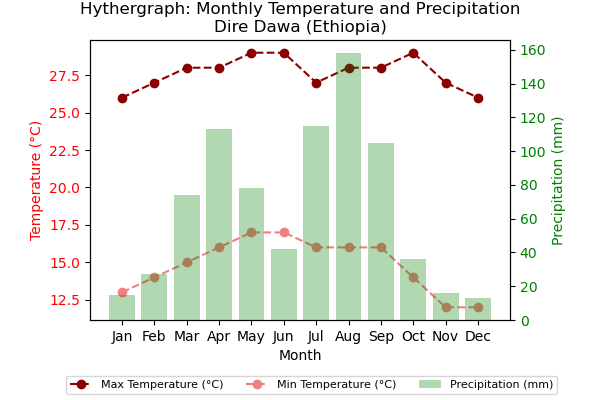 Hythergraph: Monthly Temperature and Precipitation
Dire Dawa (Ethiopia)
Temperature (°C)
27.5
25.0
22.5
20.0
17.5
15.0
12.5
160
140
120
100
80
60
40
20
0
Precipitation (mm)
Jan Feb Mar Apr May Jun Jul Aug Sep Oct Nov Dec
Month
Max Temperature (°C) Min Temperature (°C) Precipitation (mm)